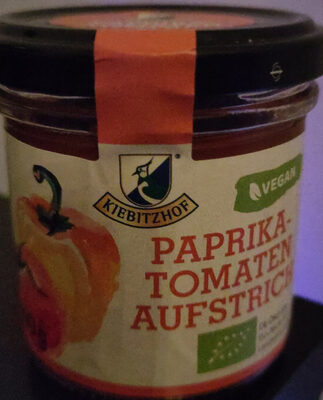 KIEBITZHOF
VEGAN
PAPRIKA-
TOMATEN
AUFSTRICH